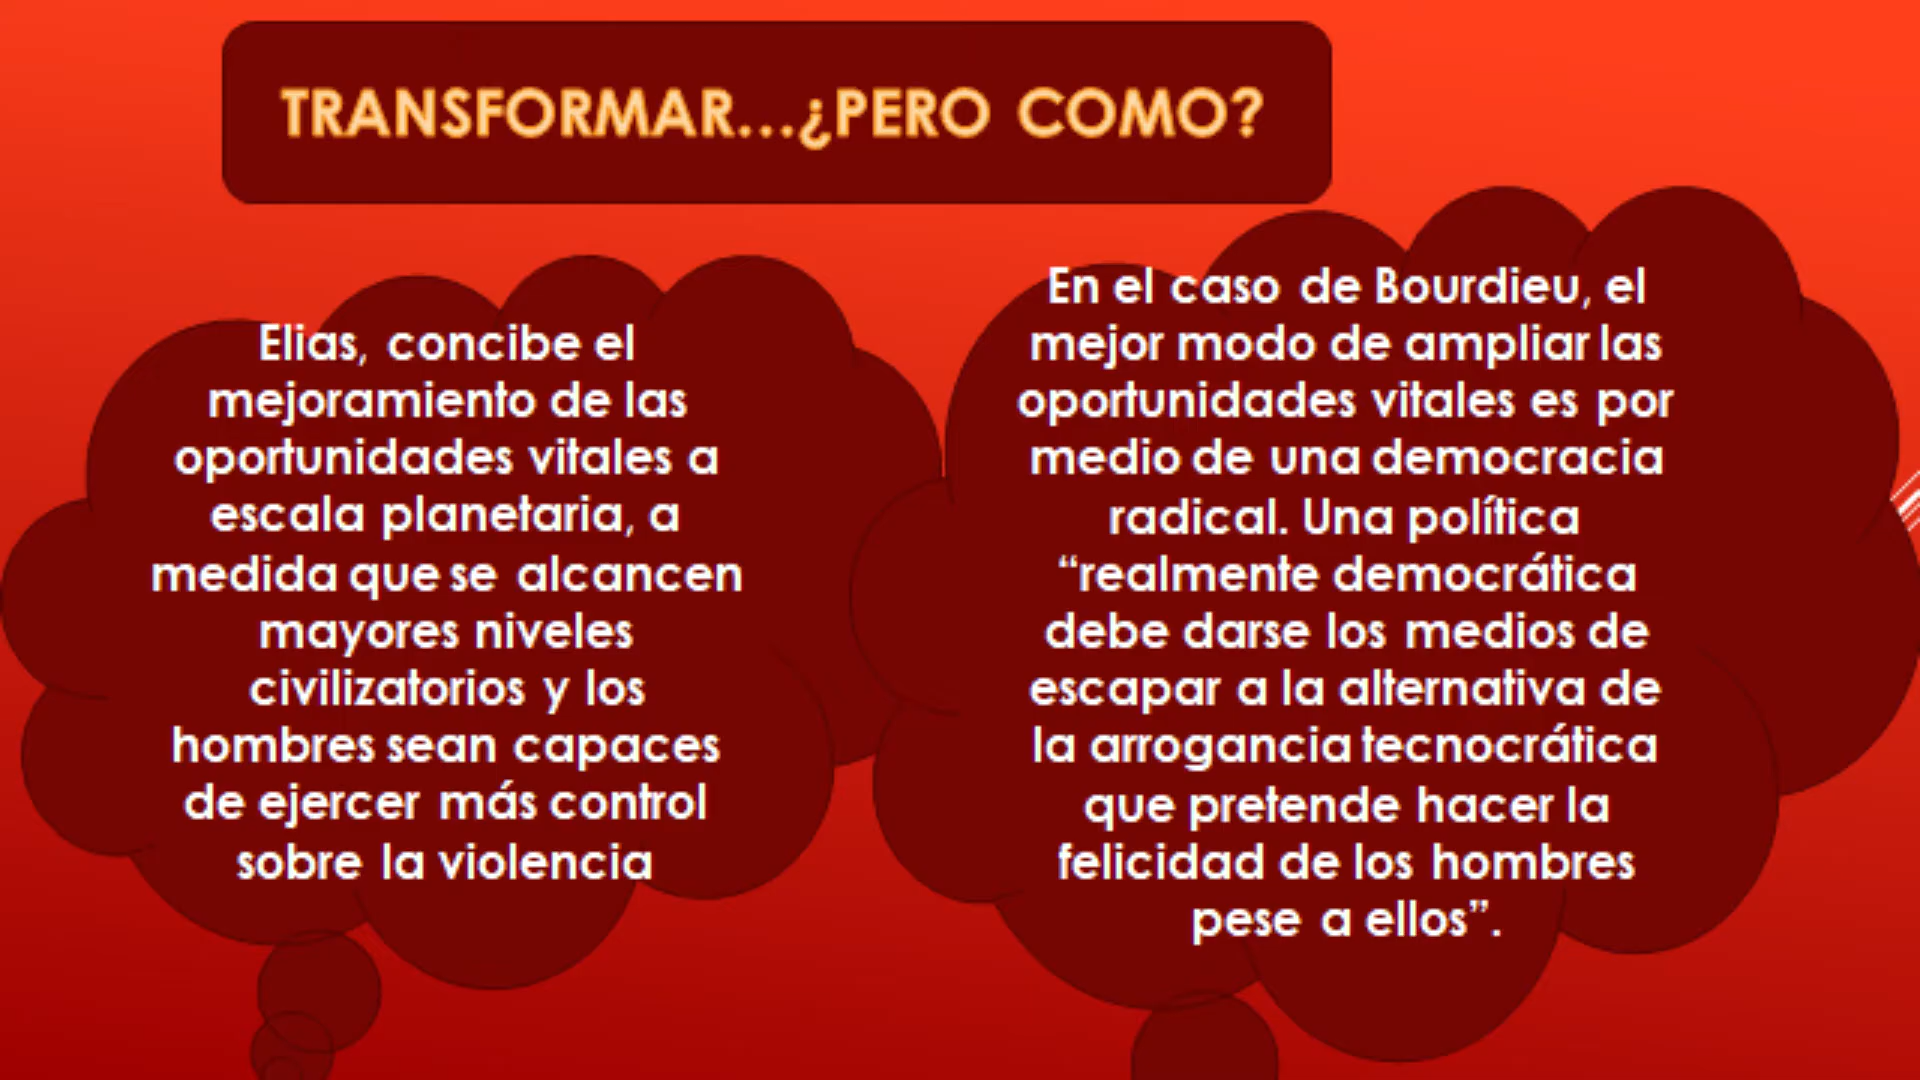 TRANSFORMAR...¿PERO COMO?
Elias, concibe el
mejoramiento de las
oportunidades vitales a
escala planetaria, a
medida que se alcancen
mayores niveles
civilizatorios y los
hombres sean capaces
de ejercer más control
sobre la violencia
En el caso de Bourdieu, el
mejor modo de ampliar las
oportunidades vitales es por
medio de una democracia
radical. Una política
“realmente democrática
debe darse los medios de
escapar a la alternativa de
la arrogancia tecnocrática
que pretende hacer la
felicidad de los hombres
pese a ellos”.